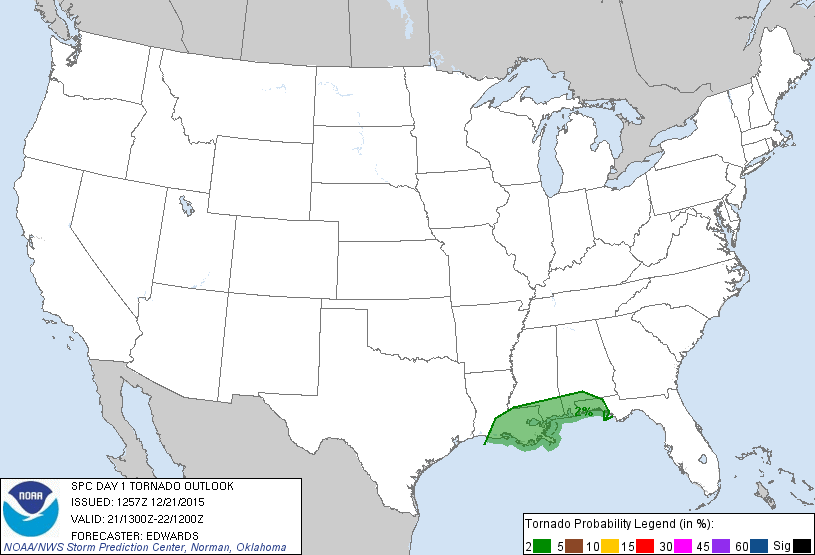 2%
NOAA
SPC DAY 1 TORNADO OUTLOOK
ISSUED: 1257Z 12/21/2015
VALID: 21/1300Z-22/1200Z
FORECASTER: EDWARDS
NOAA/NWS Storm Prediction Center, Norman, Oklahoma
Tornado Probability Legend (in %):
2 5 10 15 30 45 60 Sig